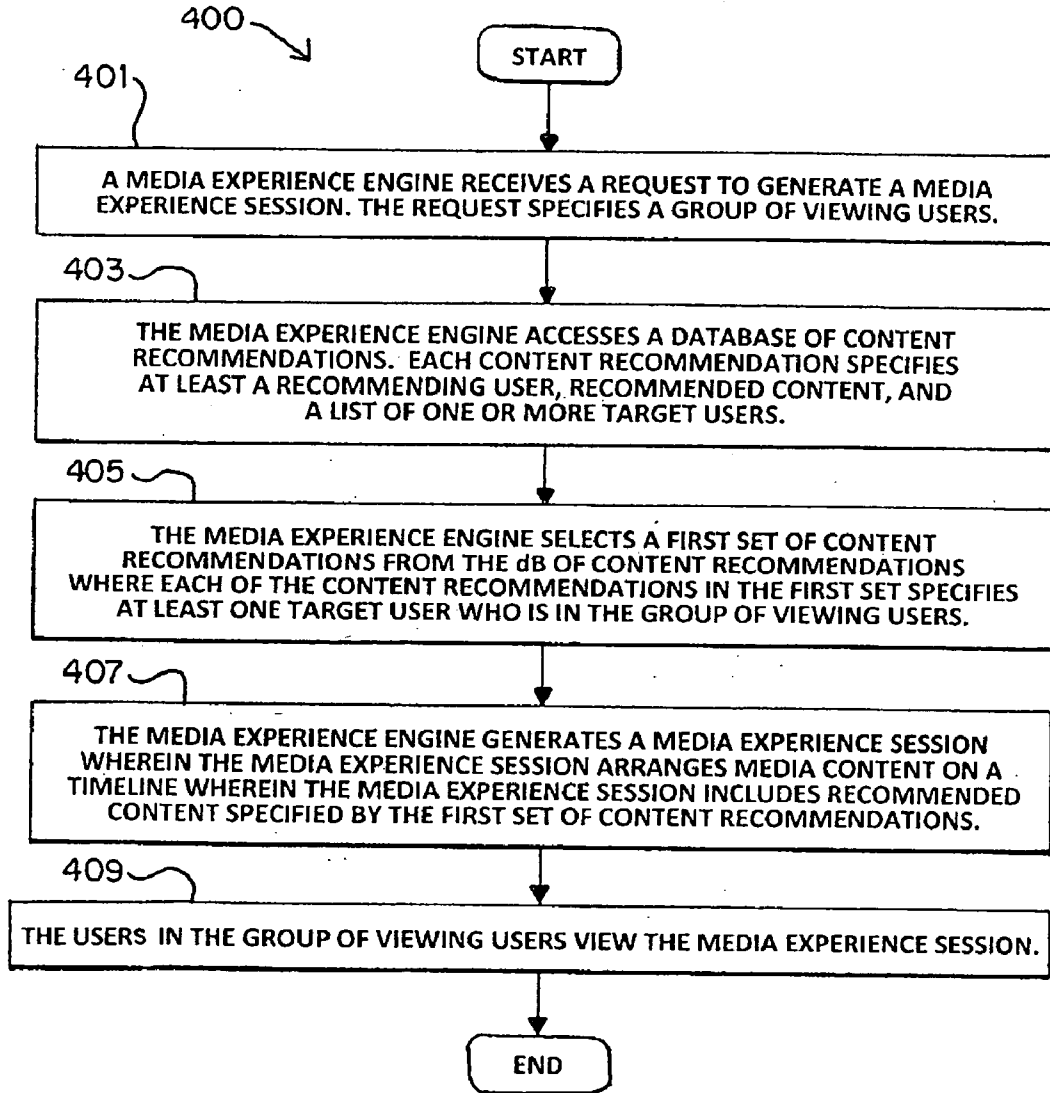 400
START
401
A MEDIA EXPERIENCE ENGINE RECEIVES A REQUEST TO GENERATE A MEDIA
EXPERIENCE SESSION. THE REQUEST SPECIFIES A GROUP OF VIEWING USERS.
403
THE MEDIA EXPERIENCE ENGINE ACCESSES A DATABASE OF CONTENT
RECOMMENDATIONS. EACH CONTENT RECOMMENDATION SPECIFIES
AT LEAST A RECOMMENDING USER, RECOMMENDED CONTENT, AND
A LIST OF ONE OR MORE TARGET USERS.
405
THE MEDIA EXPERIENCE ENGINE SELECTS A FIRST SET OF CONTENT
RECOMMENDATIONS FROM THE dB OF CONTENT RECOMMENDATIONS
WHERE EACH OF THE CONTENT RECOMMENDATIONS IN THE FIRST SET SPECIFIES
AT LEAST ONE TARGET USER WHO IS IN THE GROUP OF VIEWING USERS.
407
THE MEDIA EXPERIENCE ENGINE GENERATES A MEDIA EXPERIENCE SESSION
WHEREIN THE MEDIA EXPERIENCE SESSION ARRANGES MEDIA CONTENT ON A
TIMELINE WHEREIN THE MEDIA EXPERIENCE SESSION INCLUDES RECOMMENDED
CONTENT SPECIFIED BY THE FIRST SET OF CONTENT RECOMMENDATIONS.
409
THE USERS IN THE GROUP OF VIEWING USERS VIEW THE MEDIA EXPERIENCE SESSION.
END